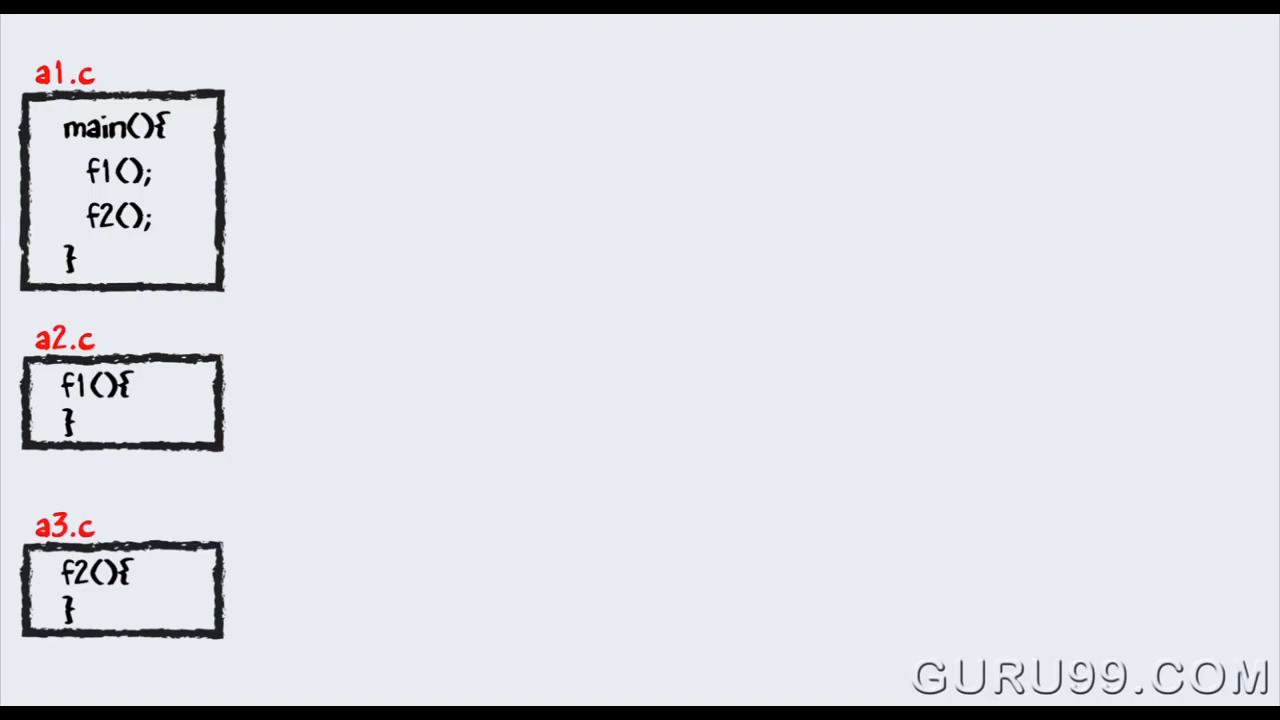 a1.c
main(){
f1();
f2();
}
a2.c
f1(){
}
a3.c
f2(){
}
GURU99.COM